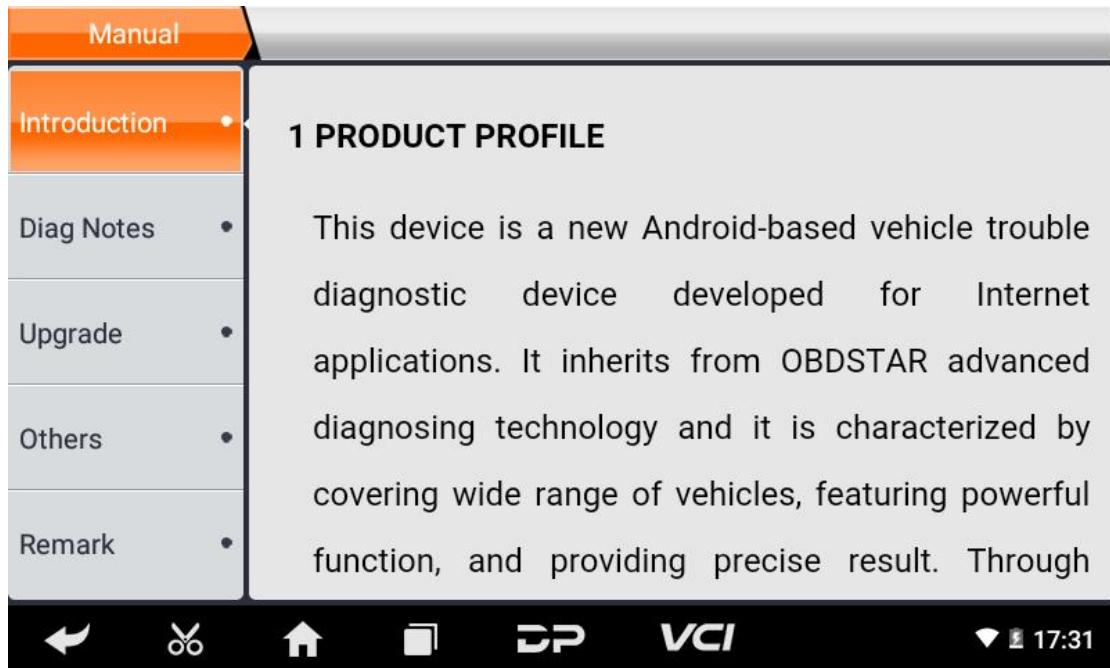 Manual
Introduction
Diag Notes
Upgrade
Others
Remark
1 PRODUCT PROFILE
This device is a new Android-based vehicle trouble
diagnostic device developed for Internet
applications. It inherits from OBDSTAR advanced
diagnosing technology and it is characterized by
covering wide range of vehicles, featuring powerful
function, and providing precise result. Through
DP VCI 17:31